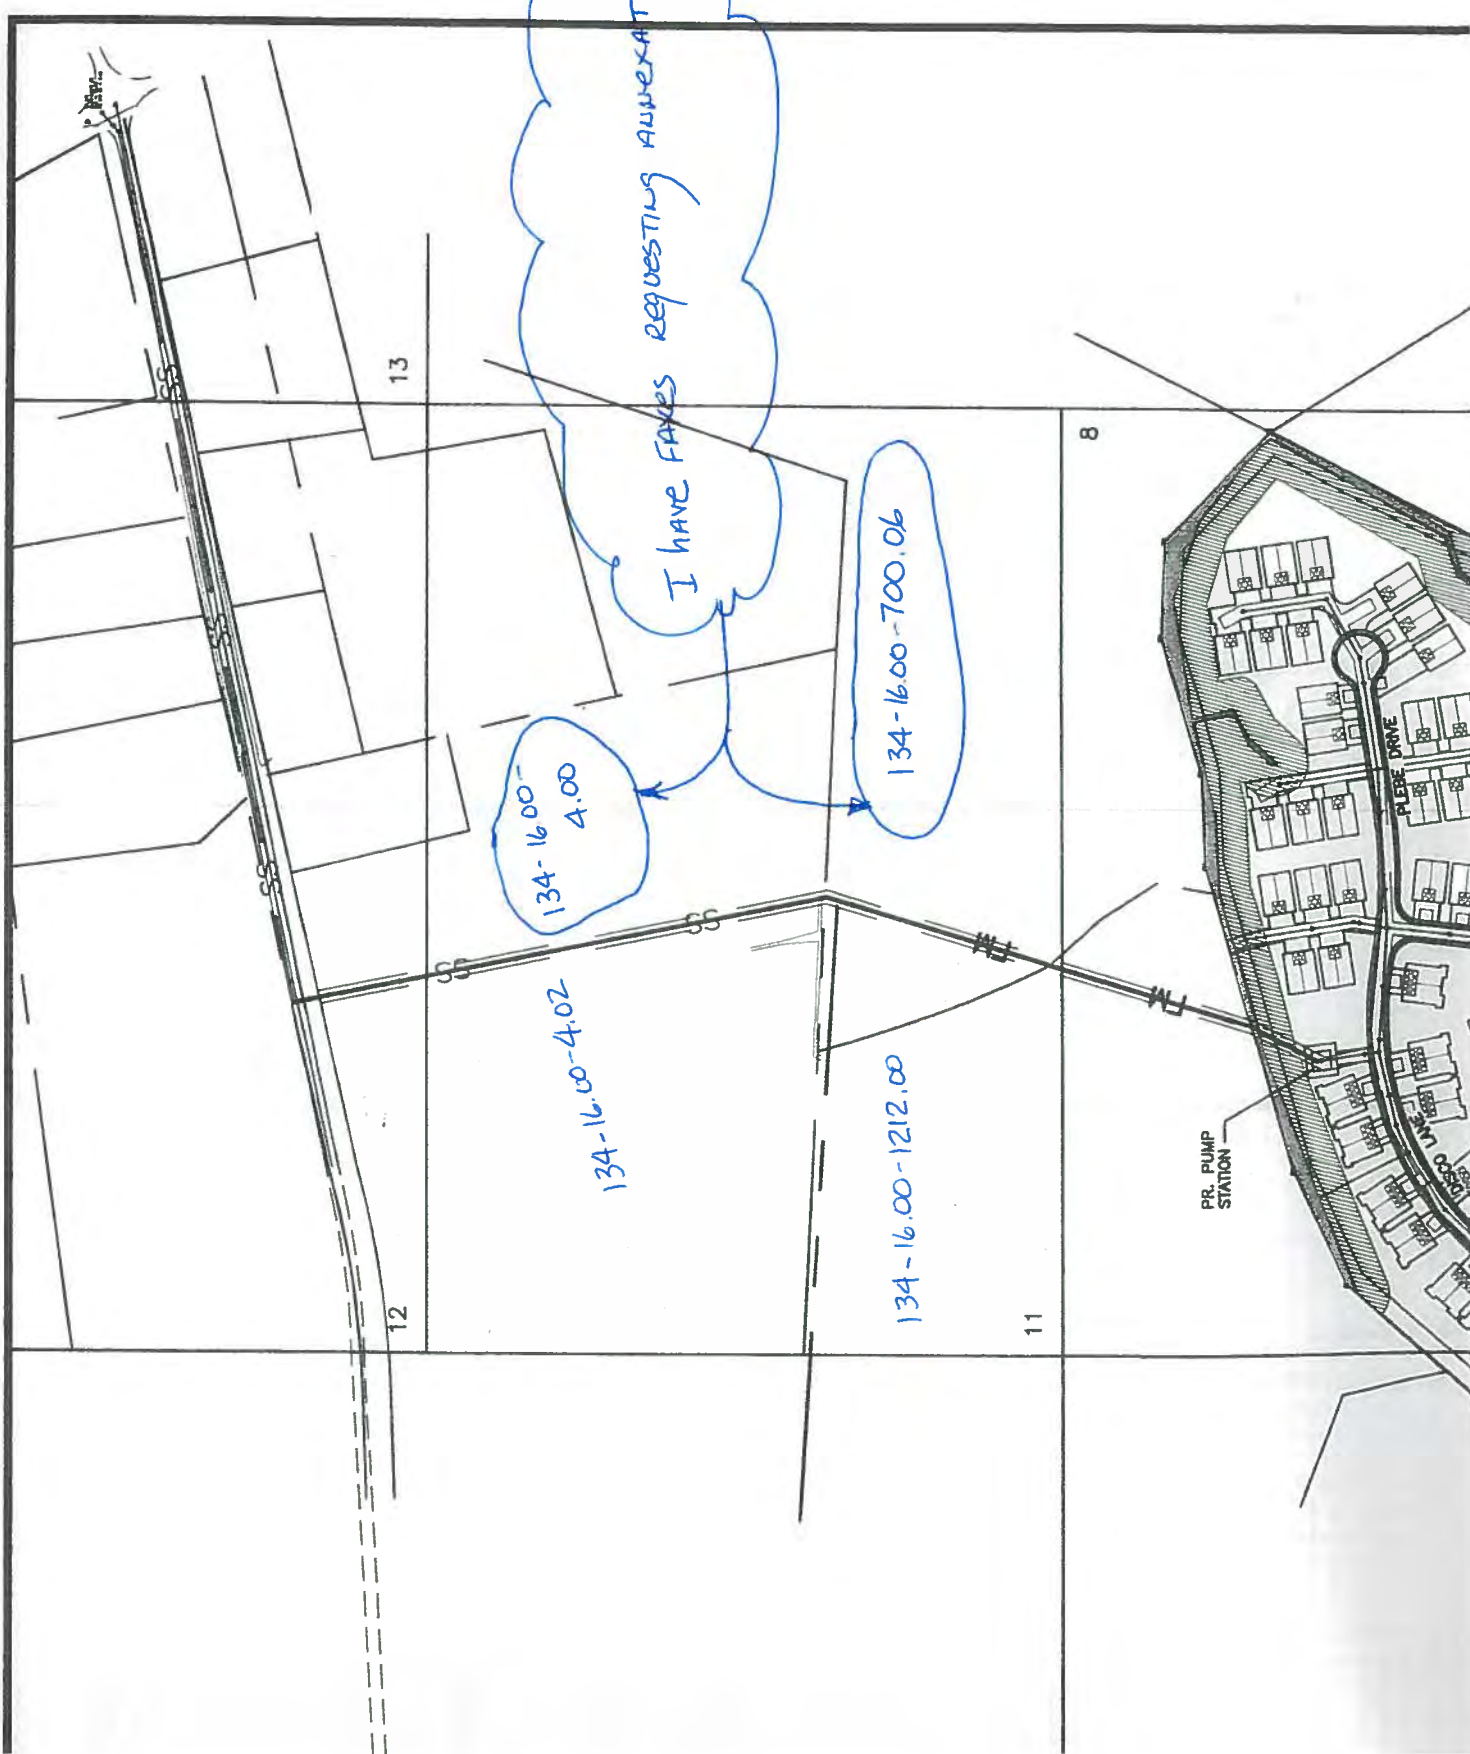 I HAVE FAXES REQUESTING ANNEXAT
134-16.00-
4.00
134-16.00-700.06
134-16.00-4.02
134-16.00-1212.00
13
12
11
8
SS
SS
SS
SS
SS
FM
FM
PR. PUMP
STATION
PLEBE DRIVE
DISCO LANE